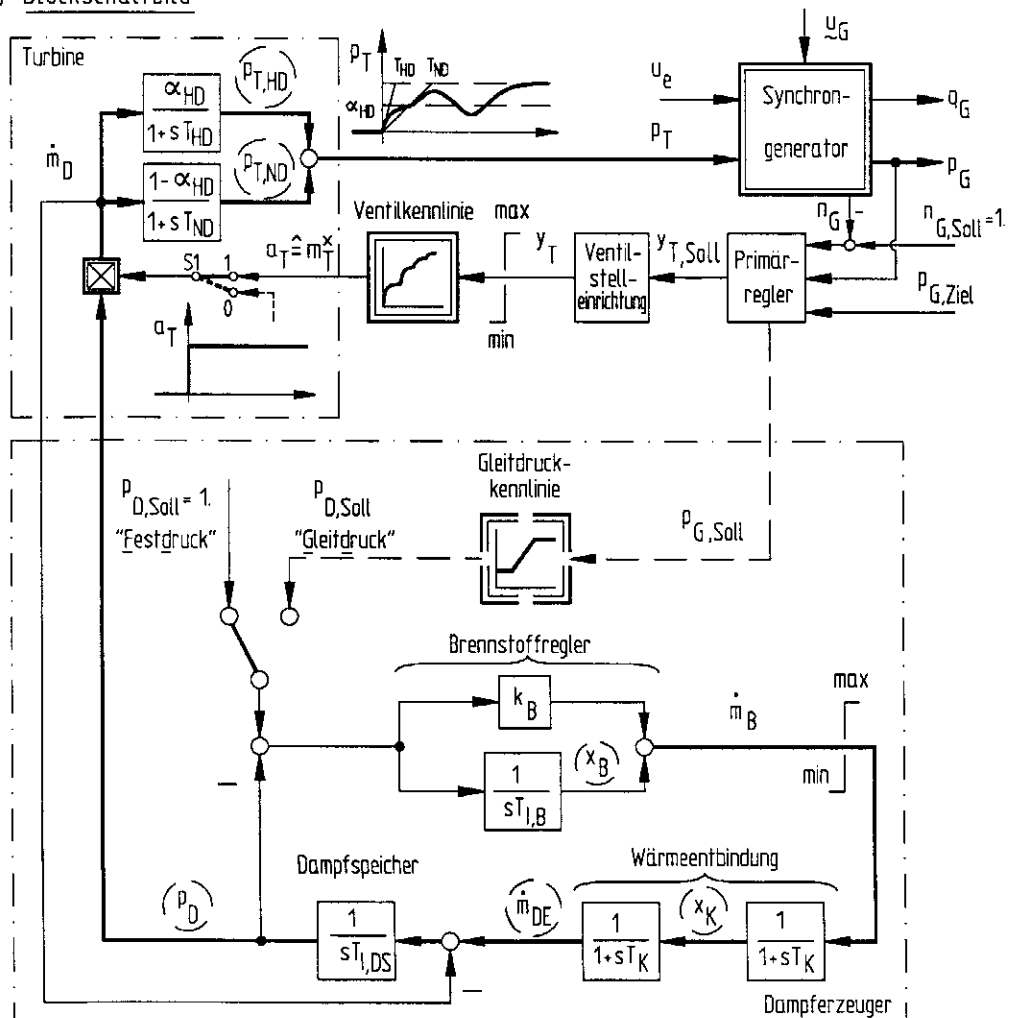 Blockschaltbild
Turbine
α_HD
1+sT_HD
(p_T,HD)
1-α_HD
1+sT_ND
(p_T,ND)
ṁ_D
p_T
T_HD
T_ND
α_HD
u_G
u_e
p_T
Synchron-
generator
q_G
p_G
n_G
−
n_G,Soll=1.
p_G,Ziel
Primär-
regler
y_T,Soll
Ventil-
stell-
einrichtung
y_T
max
min
Ventilkennlinie
a_T ≙ m_T^x
S1
1
0
a_T
Gleitdruck-
kennlinie
p_G,Soll
p_D,Soll = 1.
"Festdruck"
p_D,Soll
"Gleitdruck"
Brennstoffregler
k_B
1
sT_I,B
(x_B)
ṁ_B
max
min
−
Dampfspeicher
(p_D)
1
sT_I,DS
−
(ṁ_DE)
Wärmeentbindung
1
1+sT_K
(x_K)
1
1+sT_K
Dampferzeuger